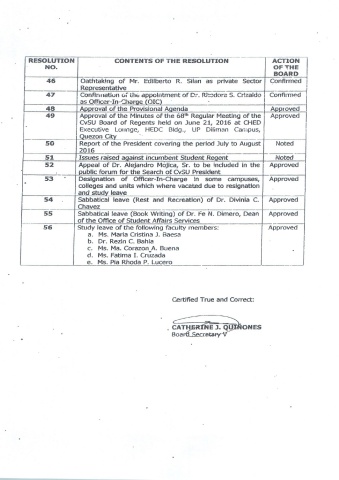 RESOLUTION NO. CONTENTS OF THE RESOLUTION ACTION OF THE BOARD
46 Oathtaking of Mr. Edilberto R. Silan as private Sector Confirmed
Representative
47 Confirmation of the appointment of Dr. Rhodora S. Crizaldo Confirmed
as Officer-In-Charge (OIC)
48 Approval of the Provisional Agenda Approved
49 Approval of the Minutes of the 68th Regular Meeting of the Approved
CvSU Board of Regents held on June 21, 2016 at CHED
Executive Lounge, HEDC Bldg., UP Diliman Campus,
Quezon City
50 Report of the President covering the period July to August Noted
2016
51 Issues raised against incumbent Student Regent Noted
52 Appeal of Dr. Alejandro Mojica, Sr. to be included in the Approved
public forum for the Search of CvSU President
53 Designation of Officer-In-Charge in some campuses, Approved
colleges and units which where vacated due to resignation
and study leave
54 Sabbatical leave (Rest and Recreation) of Dr. Divinia C. Approved
Chavez
55 Sabbatical leave (Book Writing) of Dr. Fe N. Dimero, Dean Approved
of the Office of Student Affairs Services
56 Study leave of the following faculty members: Approved
a. Ms. Maria Cristina J. Baesa
b. Dr. Rezin C. Bahia
c. Ms. Ma. Corazon A. Buena
d. Ms. Fatima I. Cruzada
e. Ms. Pia Rhoda P. Lucero
Certified True and Correct:
CATHERINE J. QUIÑONES
Board Secretary V